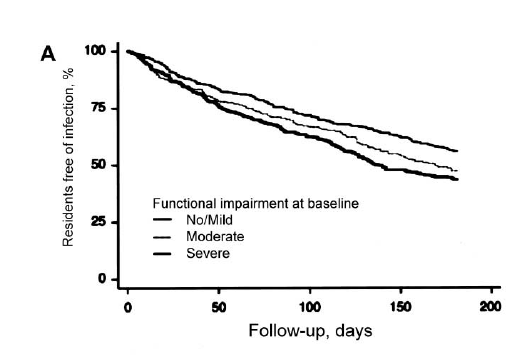 A
Residents free of infection, %
100
75
50
25
0
Functional impairment at baseline
No/Mild
Moderate
Severe
0 50 100 150 200
Follow-up, days